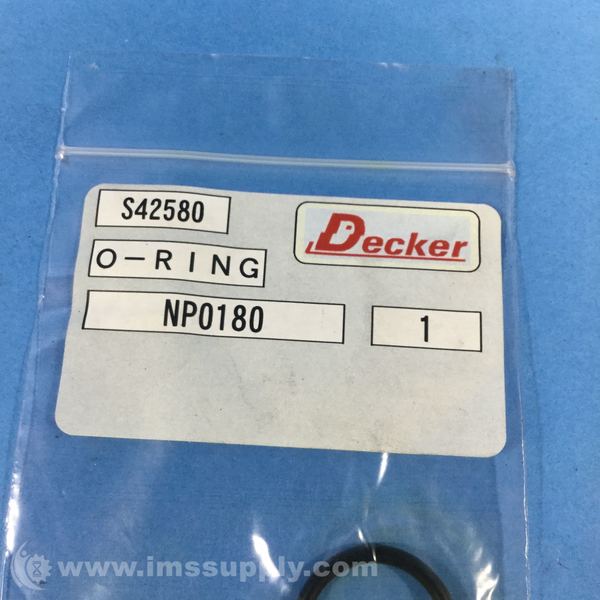 S42580
Decker
O-RING
NP0180
1
www.imssupply.com